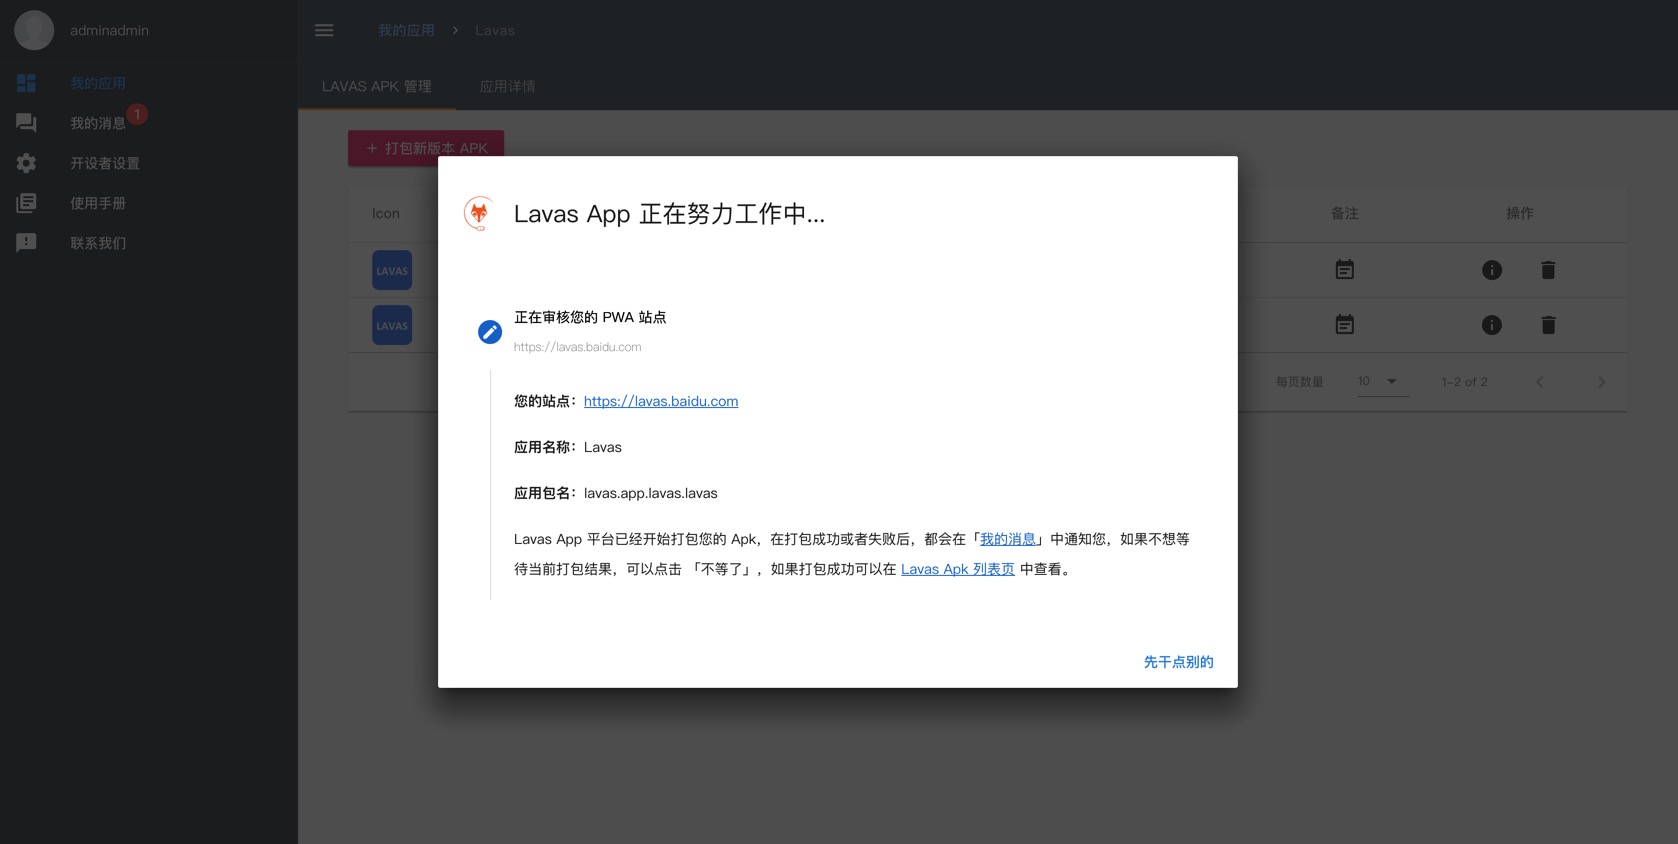 adminadmin
我的应用
我的消息
1
开设者设置
使用手册
联系我们
我的应用 > Lavas
LAVAS APK 管理
应用详情
+ 打包新版本 APK
Icon
备注
操作
LAVAS
LAVAS
每页数量
10
1-2 of 2
Lavas App 正在努力工作中...
正在审核您的 PWA 站点
https://lavas.baidu.com
您的站点：https://lavas.baidu.com
应用名称：Lavas
应用包名：lavas.app.lavas.lavas
Lavas App 平台已经开始打包您的 Apk，在打包成功或者失败后，都会在「我的消息」中通知您，如果不想等
待当前打包结果，可以点击 「不等了」，如果打包成功可以在 Lavas Apk 列表页 中查看。
先干点别的